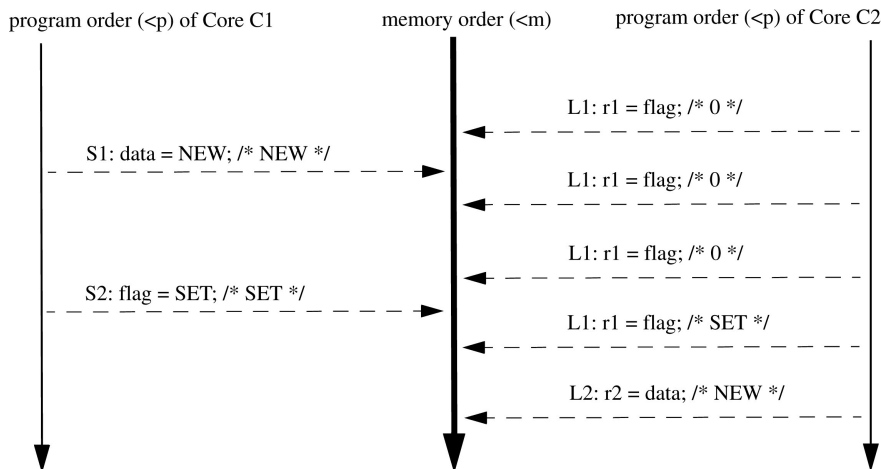 program order (<p) of Core C1
memory order (<m)
program order (<p) of Core C2
L1: r1 = flag; /* 0 */
S1: data = NEW; /* NEW */
L1: r1 = flag; /* 0 */
L1: r1 = flag; /* 0 */
S2: flag = SET; /* SET */
L1: r1 = flag; /* SET */
L2: r2 = data; /* NEW */